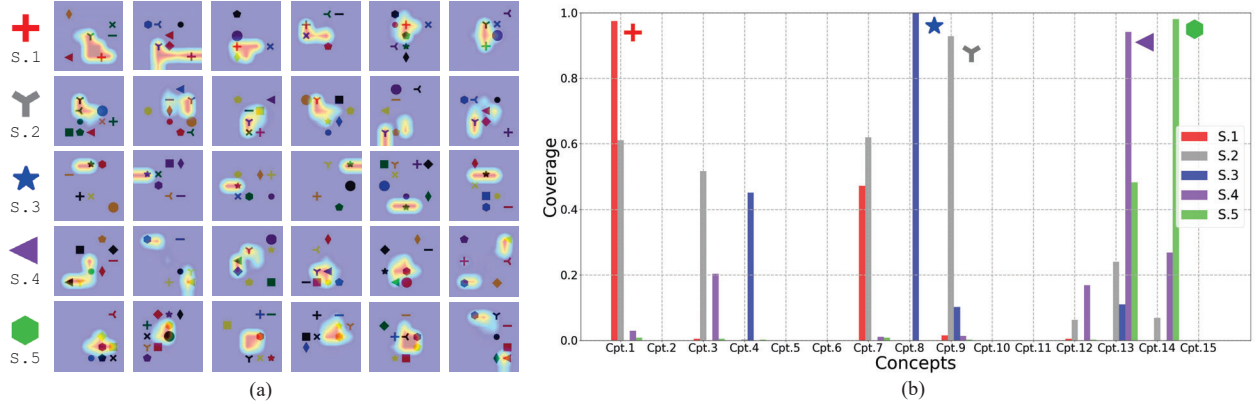 S.1
S.2
S.3
S.4
S.5
(a)
Coverage
1.0
0.8
0.6
0.4
0.2
0.0
S.1
S.2
S.3
S.4
S.5
Cpt.1 Cpt.2 Cpt.3 Cpt.4 Cpt.5 Cpt.6 Cpt.7 Cpt.8 Cpt.9 Cpt.10 Cpt.11 Cpt.12 Cpt.13 Cpt.14 Cpt.15
Concepts
(b)